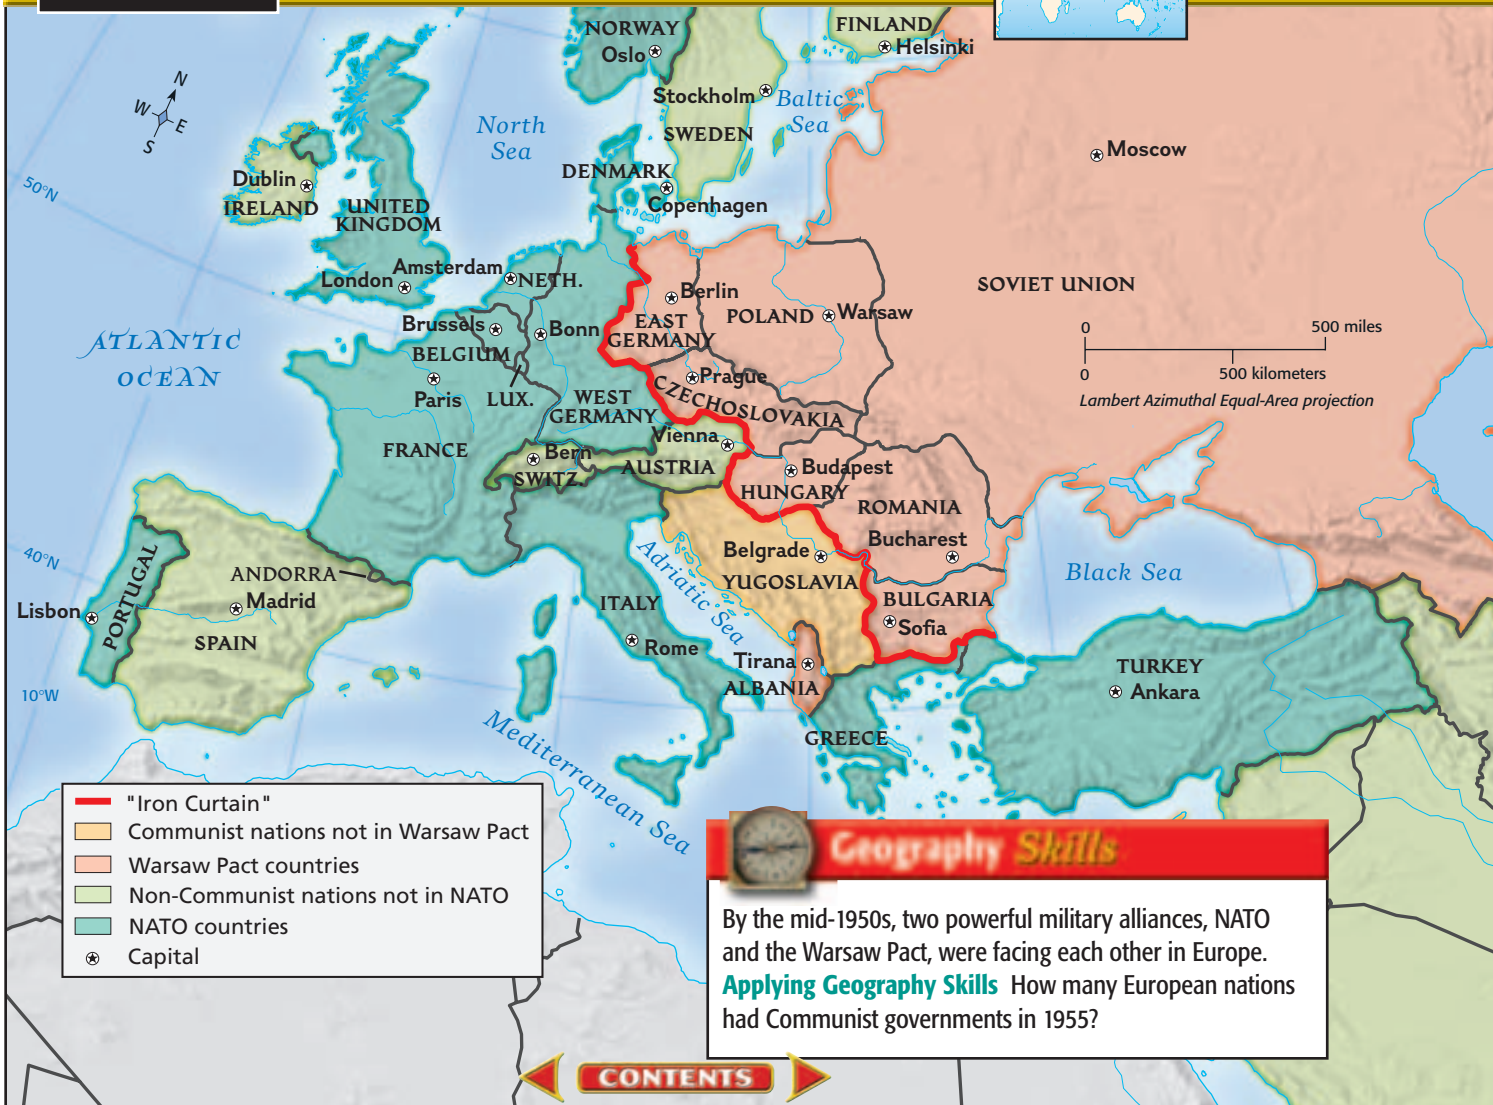 NORWAY
Oslo
FINLAND
Helsinki
Stockholm
SWEDEN
Baltic
Sea
Moscow
N
W
E
S
North
Sea
50°N
DENMARK
Copenhagen
Dublin
IRELAND
UNITED
KINGDOM
London
Amsterdam
NETH.
Berlin
EAST
GERMANY
POLAND
Warsaw
SOVIET UNION
0
500 miles
0
500 kilometers
Lambert Azimuthal Equal-Area projection
ATLANTIC
OCEAN
Brussels
BELGIUM
Bonn
Paris
LUX.
WEST
GERMANY
Prague
CZECHOSLOVAKIA
FRANCE
Bern
SWITZ.
Vienna
AUSTRIA
Budapest
HUNGARY
ROMANIA
Bucharest
Belgrade
YUGOSLAVIA
Adriatic Sea
BULGARIA
Sofia
Black Sea
40°N
PORTUGAL
Lisbon
ANDORRA
Madrid
SPAIN
ITALY
Rome
Tirana
ALBANIA
GREECE
TURKEY
Ankara
10°W
Mediterranean Sea
"Iron Curtain"
Communist nations not in Warsaw Pact
Warsaw Pact countries
Non-Communist nations not in NATO
NATO countries
Capital
Geography Skills
By the mid-1950s, two powerful military alliances, NATO
and the Warsaw Pact, were facing each other in Europe.
Applying Geography Skills How many European nations
had Communist governments in 1955?
CONTENTS